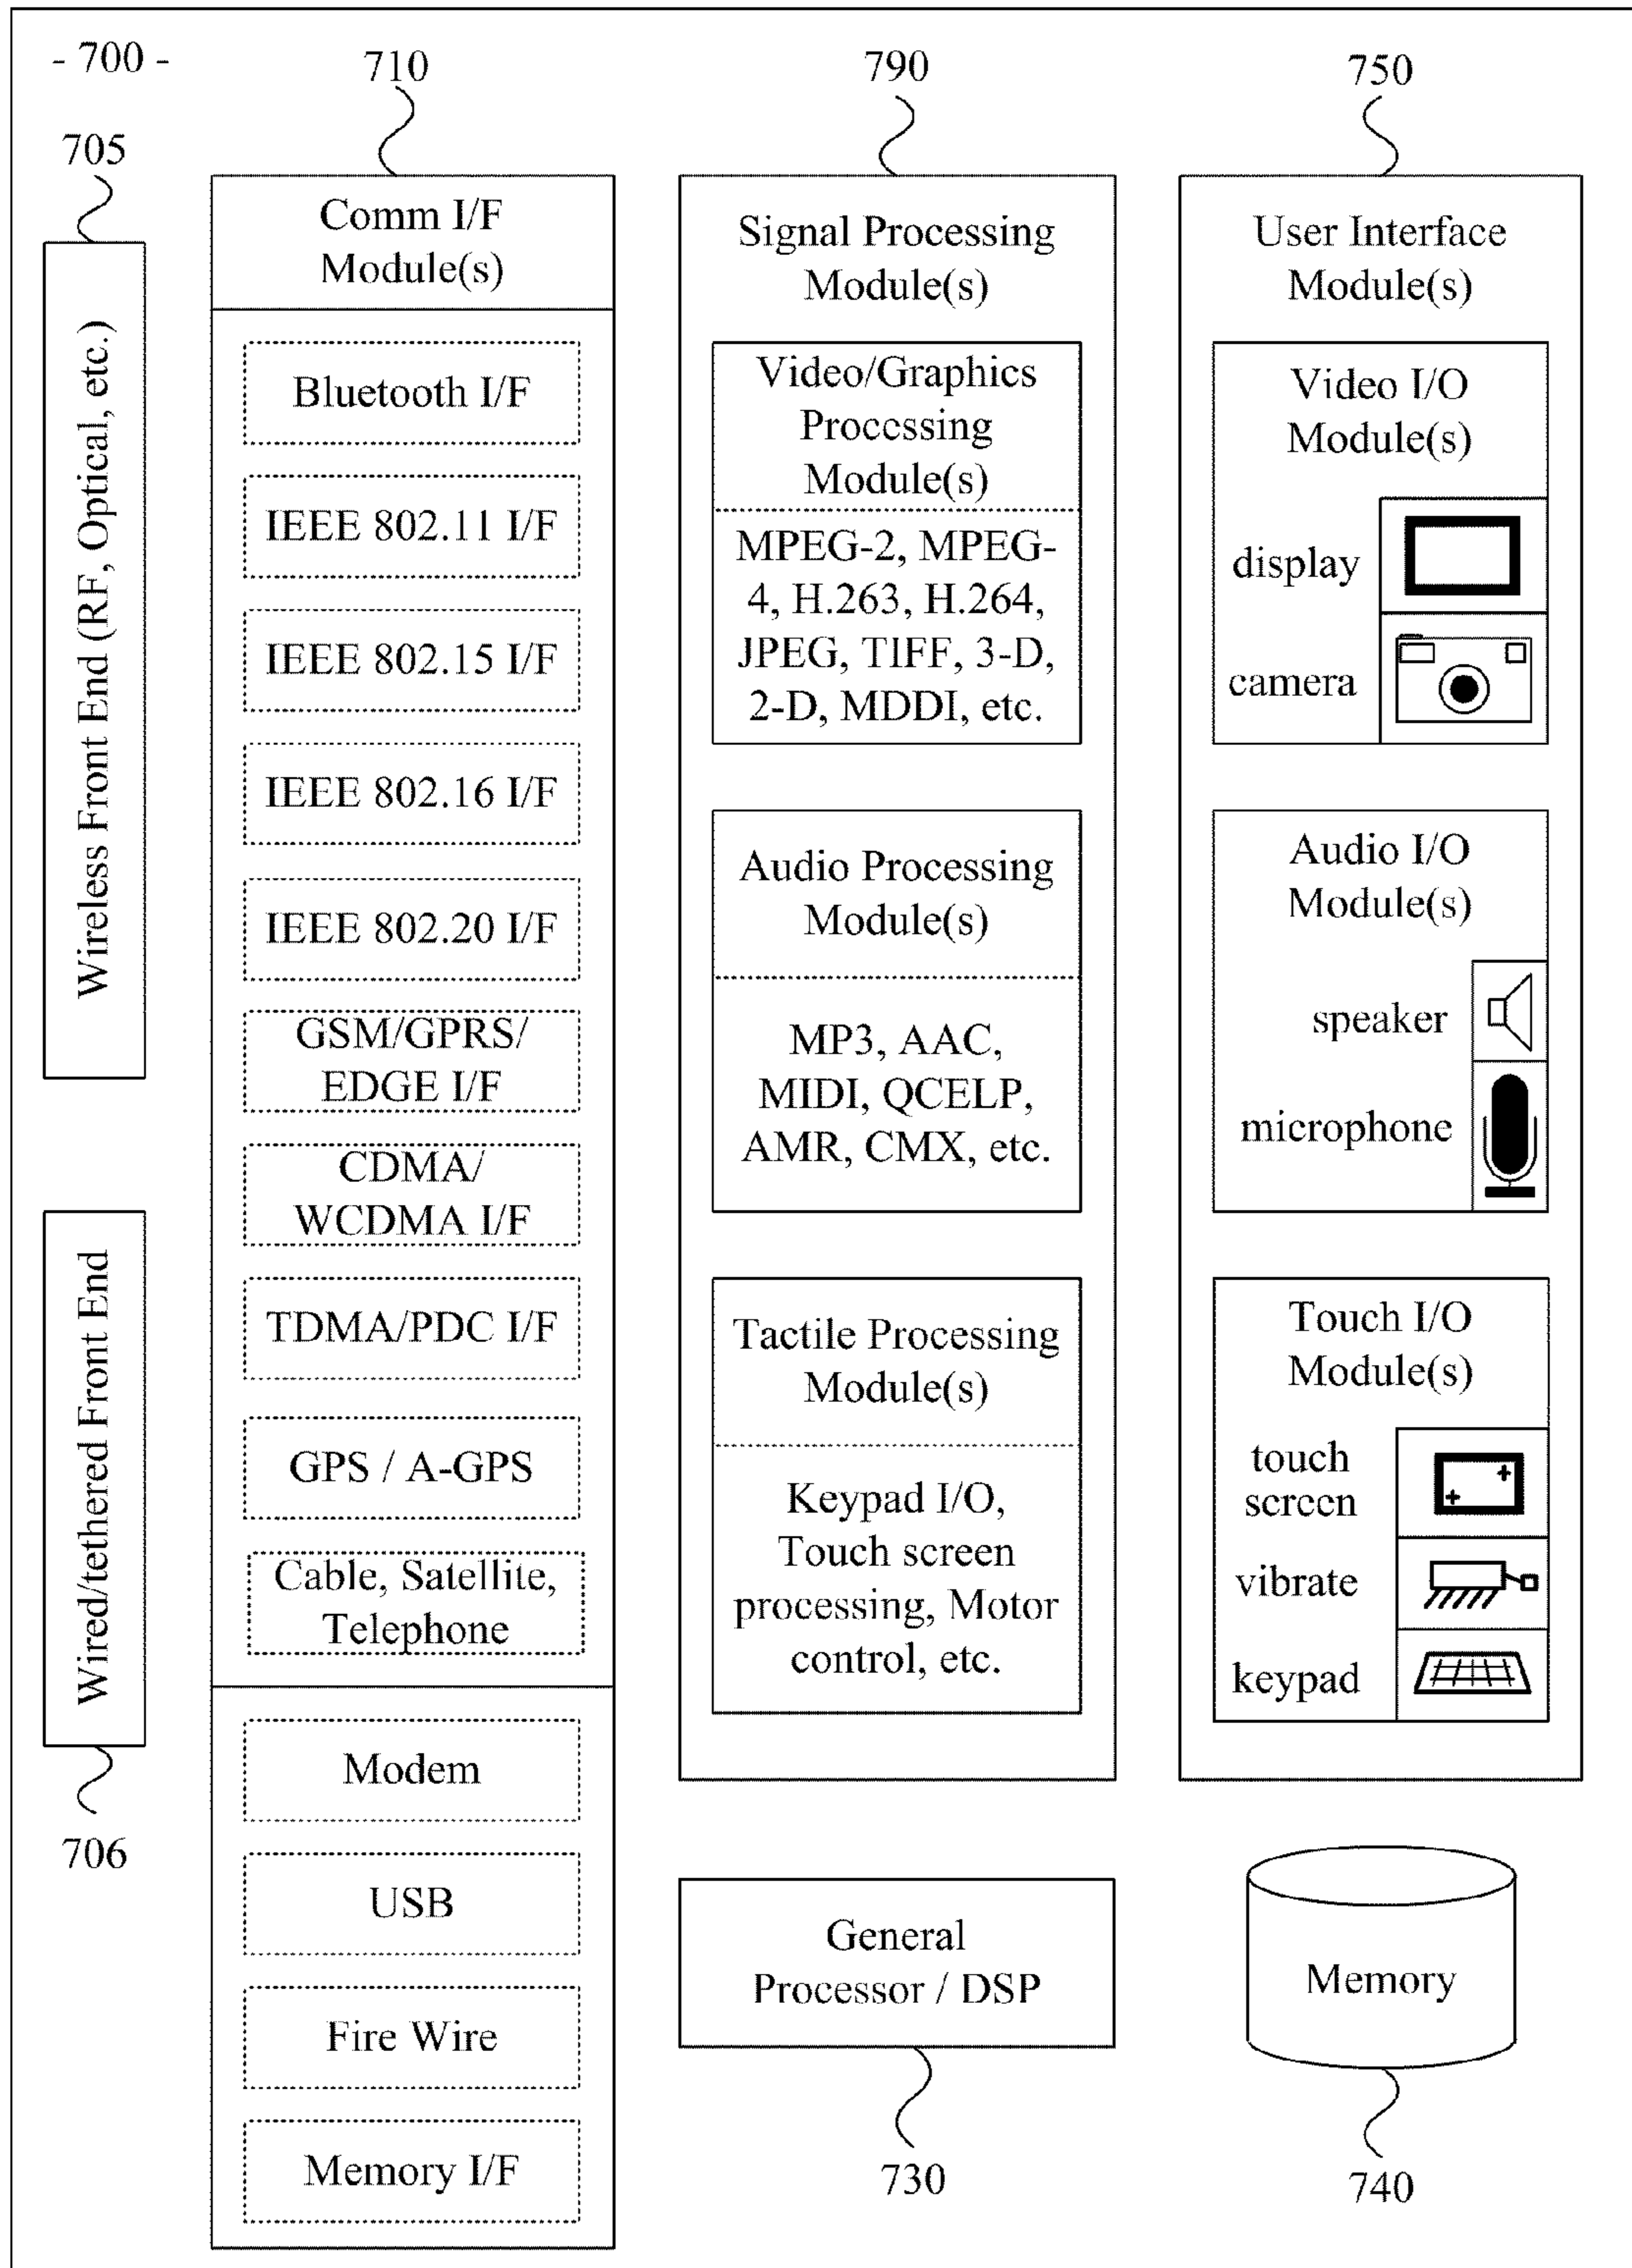 - 700 -
705
Wireless Front End (RF, Optical, etc.)
Wired/tethered Front End
706
710
Comm I/F
Module(s)
Bluetooth I/F
IEEE 802.11 I/F
IEEE 802.15 I/F
IEEE 802.16 I/F
IEEE 802.20 I/F
GSM/GPRS/
EDGE I/F
CDMA/
WCDMA I/F
TDMA/PDC I/F
GPS / A-GPS
Cable, Satellite,
Telephone
Modem
USB
Fire Wire
Memory I/F
790
Signal Processing
Module(s)
Video/Graphics
Processing
Module(s)
MPEG-2, MPEG-
4, H.263, H.264,
JPEG, TIFF, 3-D,
2-D, MDDI, etc.
Audio Processing
Module(s)
MP3, AAC,
MIDI, QCELP,
AMR, CMX, etc.
Tactile Processing
Module(s)
Keypad I/O,
Touch screen
processing, Motor
control, etc.
General
Processor / DSP
730
750
User Interface
Module(s)
Video I/O
Module(s)
display
camera
Audio I/O
Module(s)
speaker
microphone
Touch I/O
Module(s)
touch
screen
vibrate
keypad
Memory
740